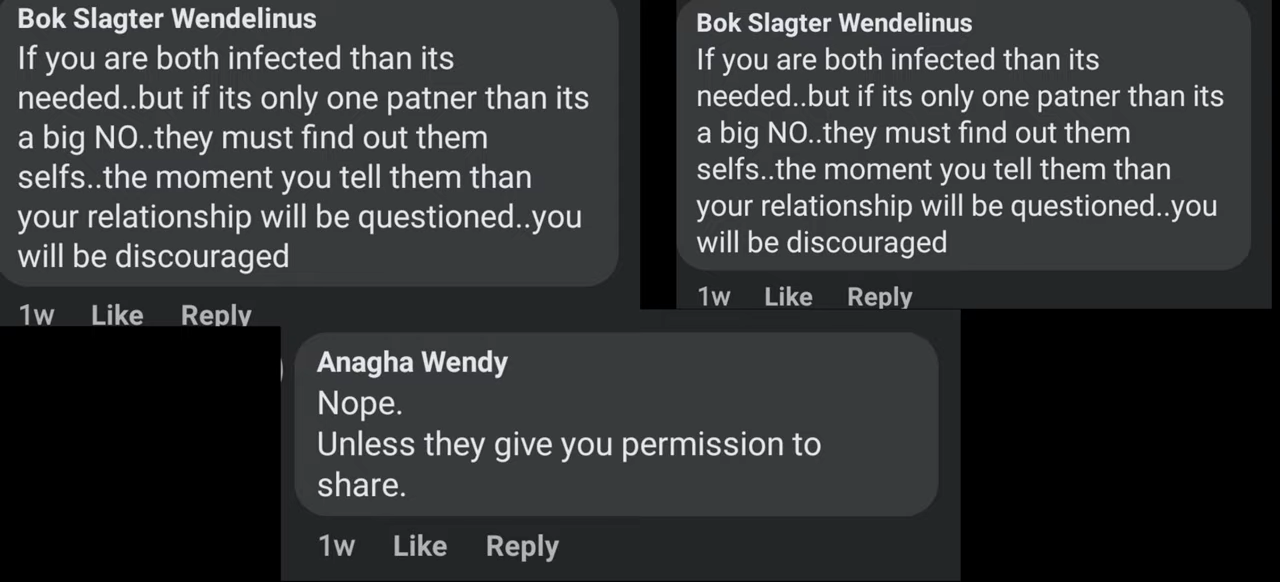 Bok Slagter Wendelinus
If you are both infected than its
needed..but if its only one patner than its
a big NO..they must find out them
selfs..the moment you tell them than
your relationship will be questioned..you
will be discouraged
1w Like Reply
Bok Slagter Wendelinus
If you are both infected than its
needed..but if its only one patner than its
a big NO..they must find out them
selfs..the moment you tell them than
your relationship will be questioned..you
will be discouraged
1w Like Reply
Anagha Wendy
Nope.
Unless they give you permission to
share.
1w Like Reply